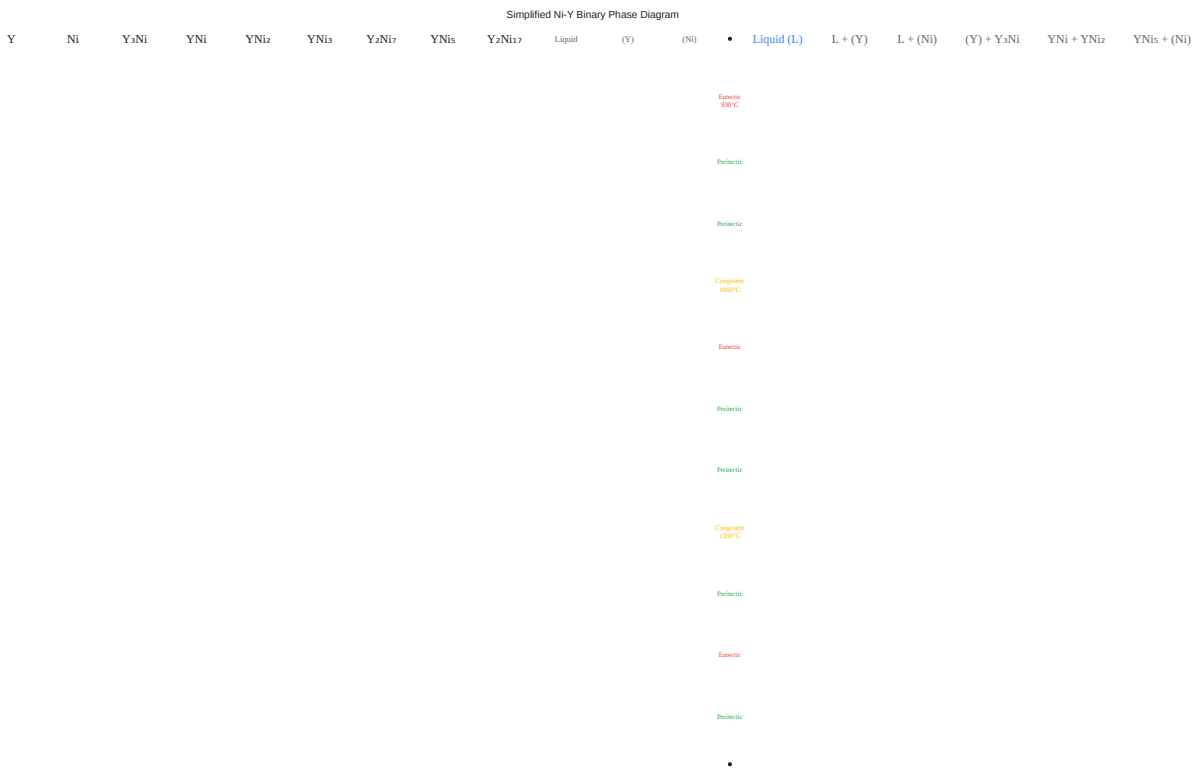 Simplified Ni-Y Binary Phase Diagram
Y Ni Y₃Ni YNi YNi₂ YNi₃ Y₂Ni₇ YNi₅ Y₂Ni₁₇ Liquid (Y) (Ni) Liquid (L) L + (Y) L + (Ni) (Y) + Y₃Ni YNi + YNi₂ YNi₅ + (Ni)
Eutectic
930°C
Peritectic
Peritectic
Congruent
1060°C
Eutectic
Peritectic
Peritectic
Congruent
1380°C
Peritectic
Eutectic
Peritectic